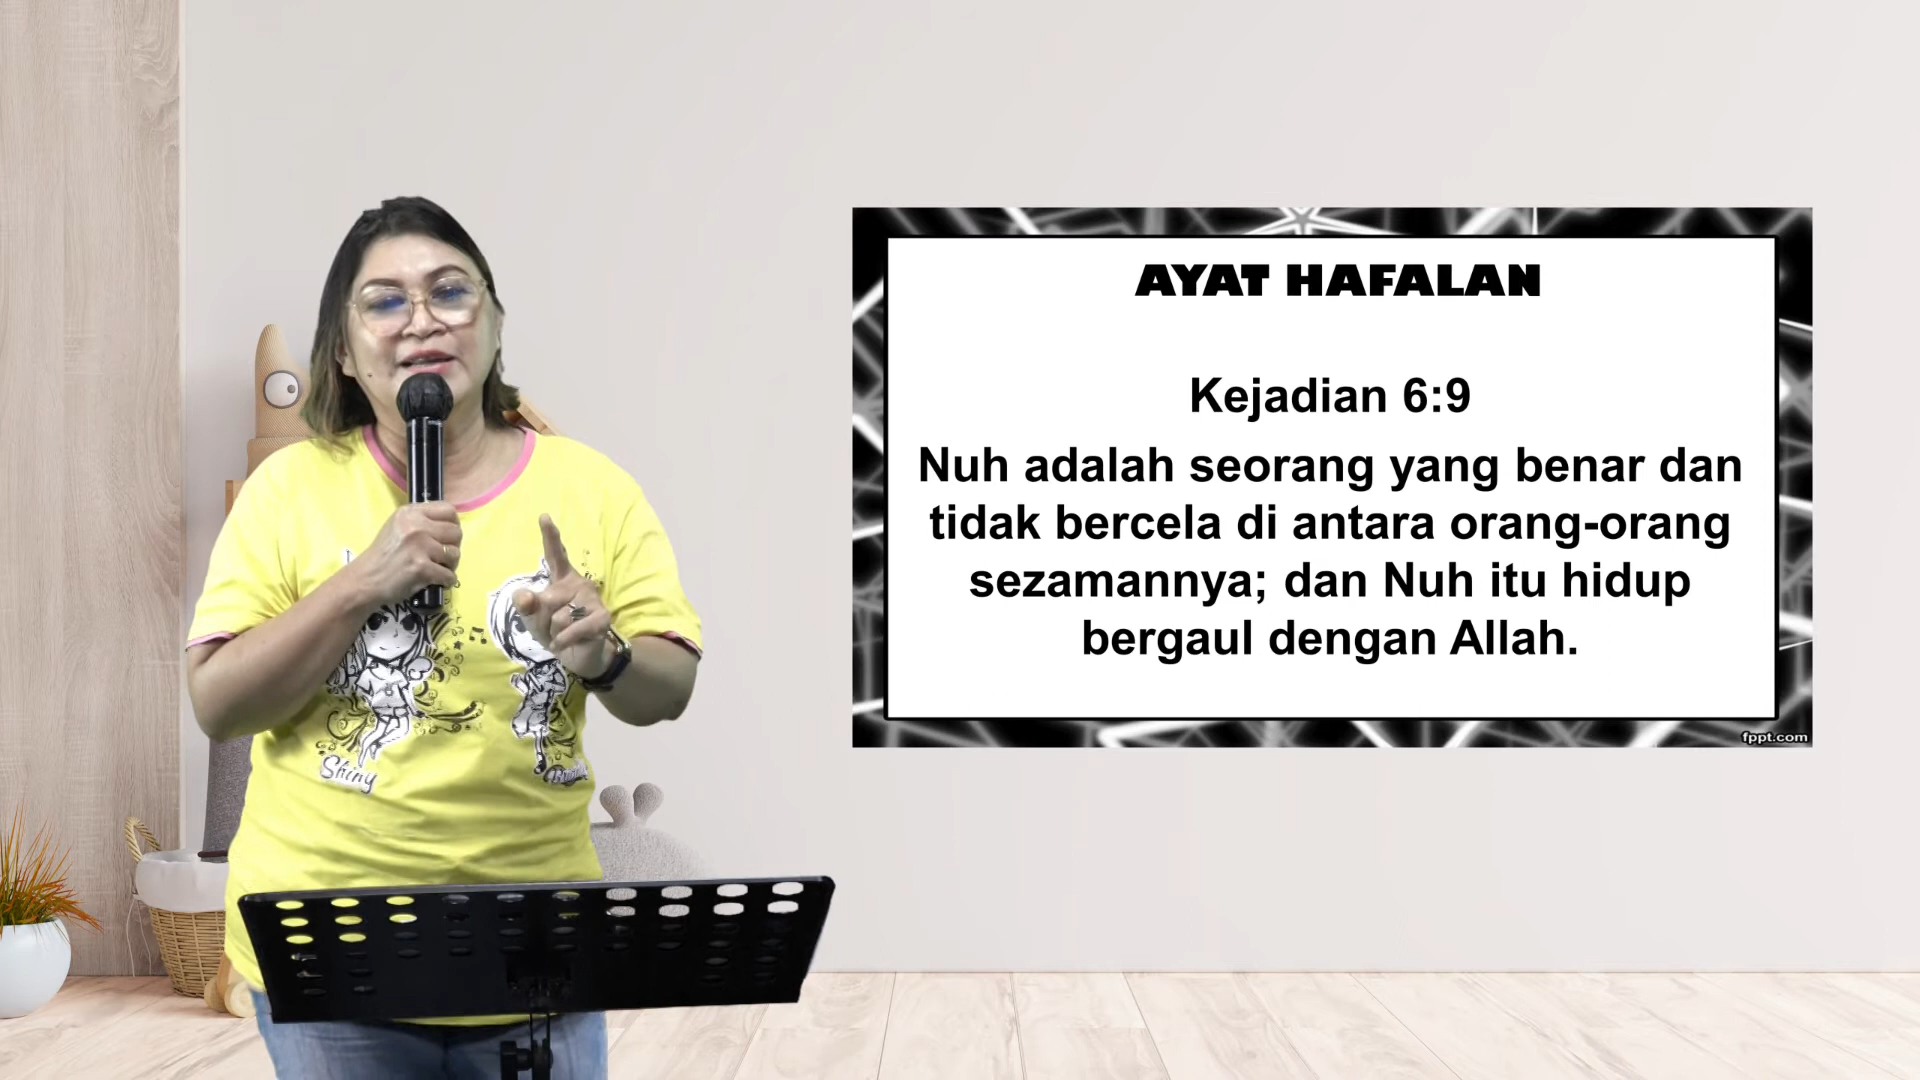 AYAT HAFALAN
Kejadian 6:9
Nuh adalah seorang yang benar dan
tidak bercela di antara orang-orang
sezamannya; dan Nuh itu hidup
bergaul dengan Allah.
fppt.com
Shiny